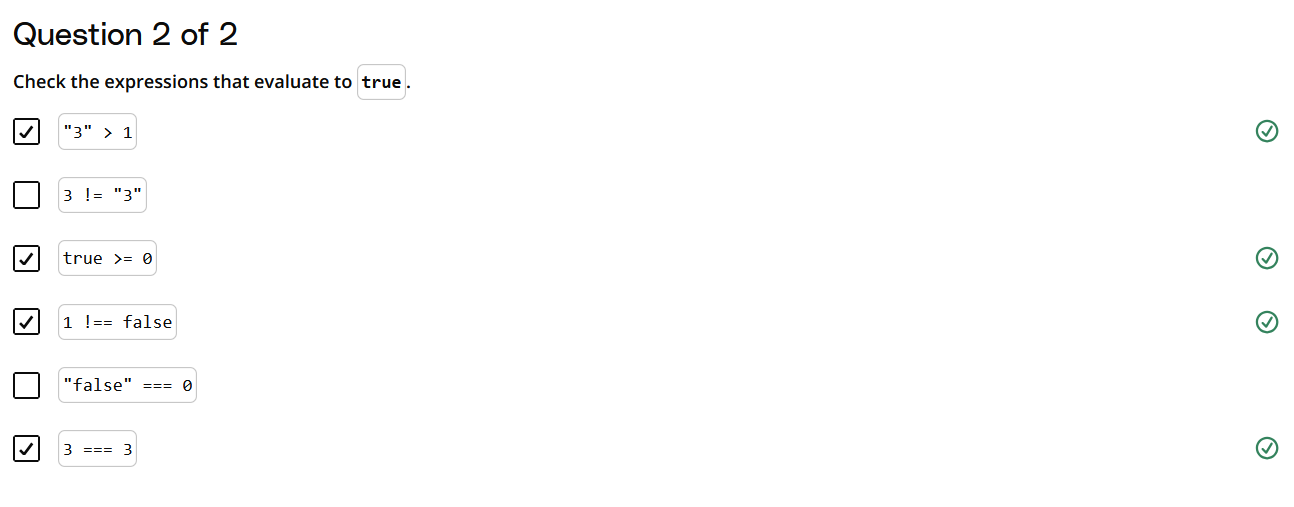 Question 2 of 2
Check the expressions that evaluate to true.
"3" > 1
3 != "3"
true >= 0
1 !== false
"false" === 0
3 === 3